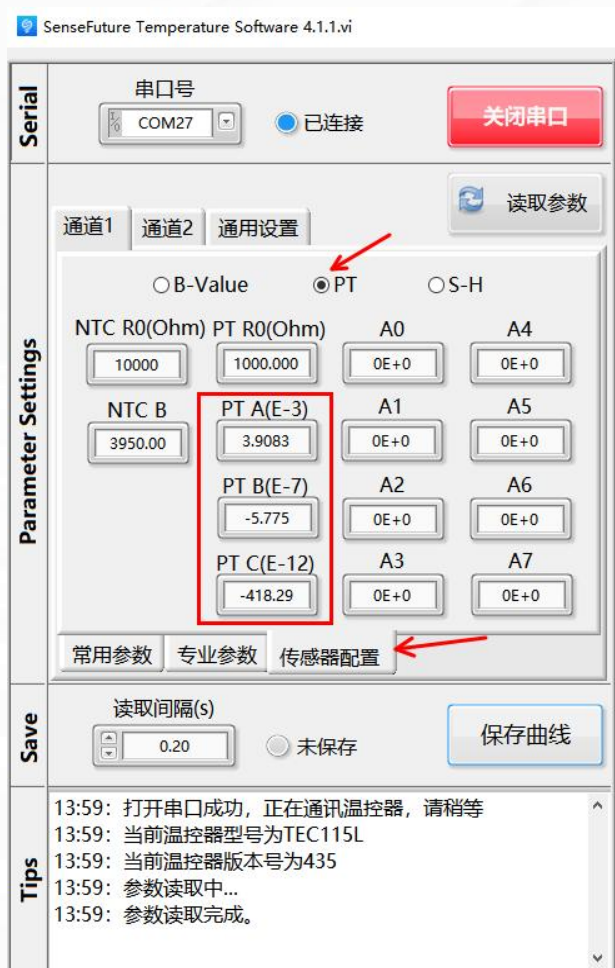 SenseFuture Temperature Software 4.1.1.vi
Serial
串口号
COM27
已连接
关闭串口
Parameter Settings
读取参数
通道1 通道2 通用设置
B-Value PT S-H
NTC R0(Ohm) PT R0(Ohm) A0 A4
10000 1000.000 0E+0 0E+0
NTC B PT A(E-3) A1 A5
3950.00 3.9083 0E+0 0E+0
PT B(E-7) A2 A6
-5.775 0E+0 0E+0
PT C(E-12) A3 A7
-418.29 0E+0 0E+0
常用参数 专业参数 传感器配置
Save
读取间隔(s)
0.20
未保存
保存曲线
Tips
13:59：打开串口成功，正在通讯温控器，请稍等
13:59：当前温控器型号为TEC115L
13:59：当前温控器版本号为435
13:59：参数读取中...
13:59：参数读取完成。